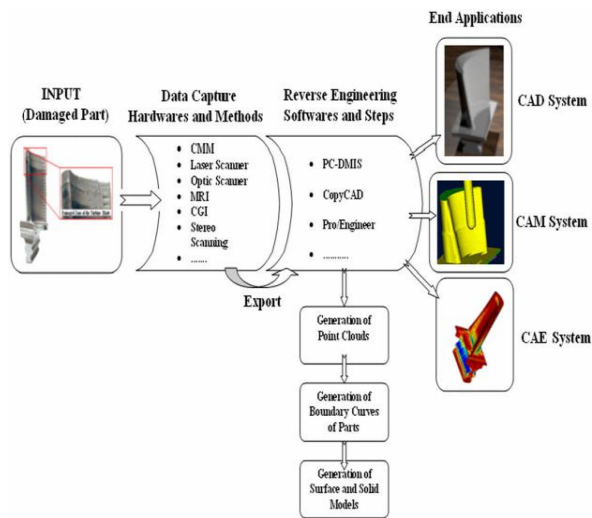 End Applications
INPUT
(Damaged Part)
Data Capture
Hardwares and Methods
Reverse Engineering
Softwares and Steps
CAD System
• CMM
• Laser Scanner
• Optic Scanner
• MRI
• CGI
• Stereo
Scanning
• .......
• PC-DMIS
• CopyCAD
• Pro/Engineer
• ...........
CAM System
Export
CAE System
Generation of
Point Clouds
Generation of
Boundary Curves
of Parts
Generation of
Surface and Solid
Models